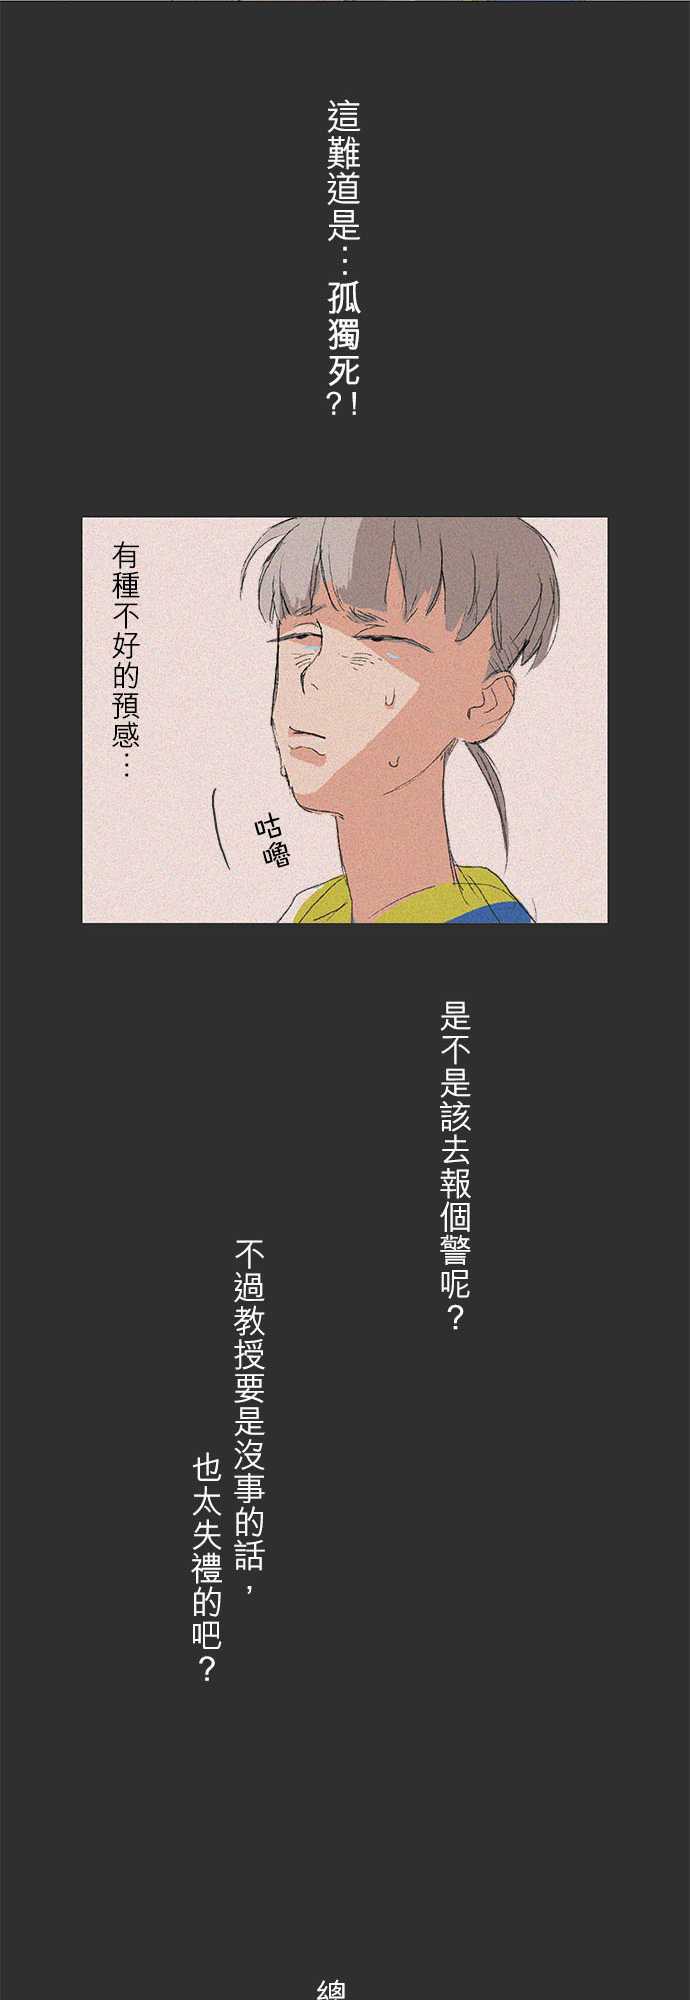 這難道是…孤獨死?!
有種不好的預感…
咕嚕
是不是該去報個警呢？
不過教授要是沒事的話，
也太失禮的吧？
總